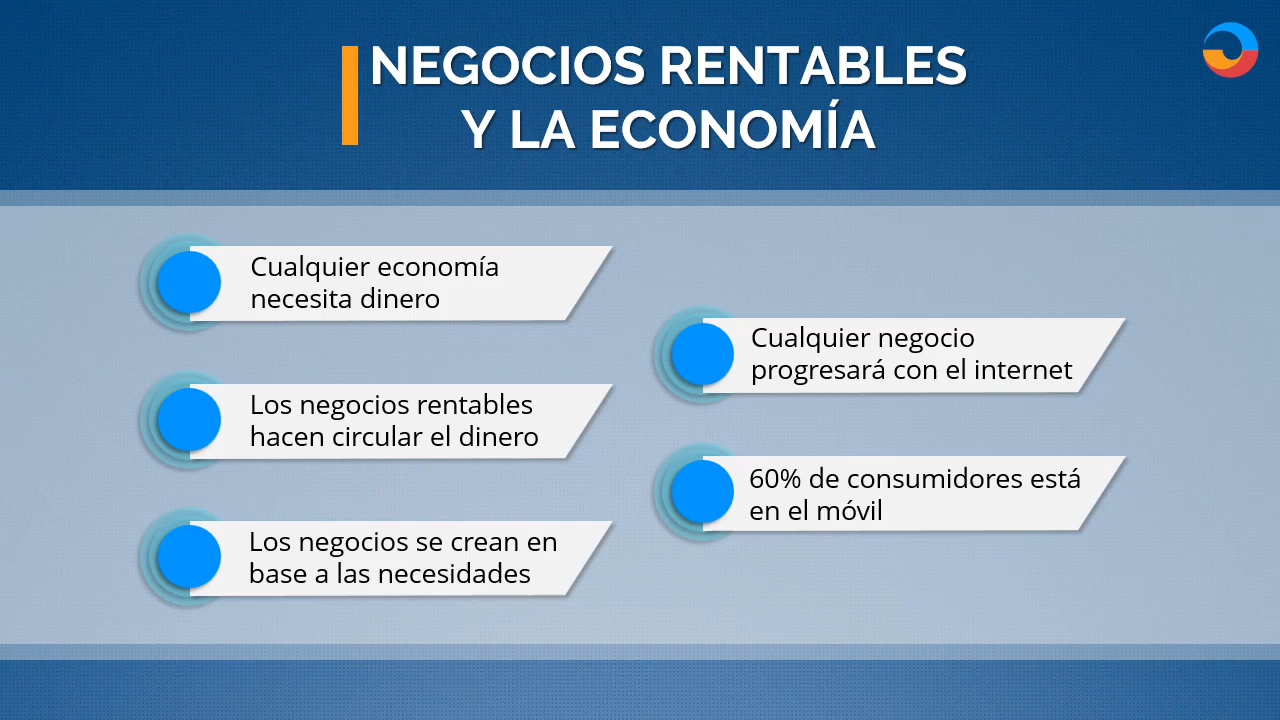 NEGOCIOS RENTABLES
Y LA ECONOMÍA
Cualquier economía
necesita dinero
Los negocios rentables
hacen circular el dinero
Los negocios se crean en
base a las necesidades
Cualquier negocio
progresará con el internet
60% de consumidores está
en el móvil